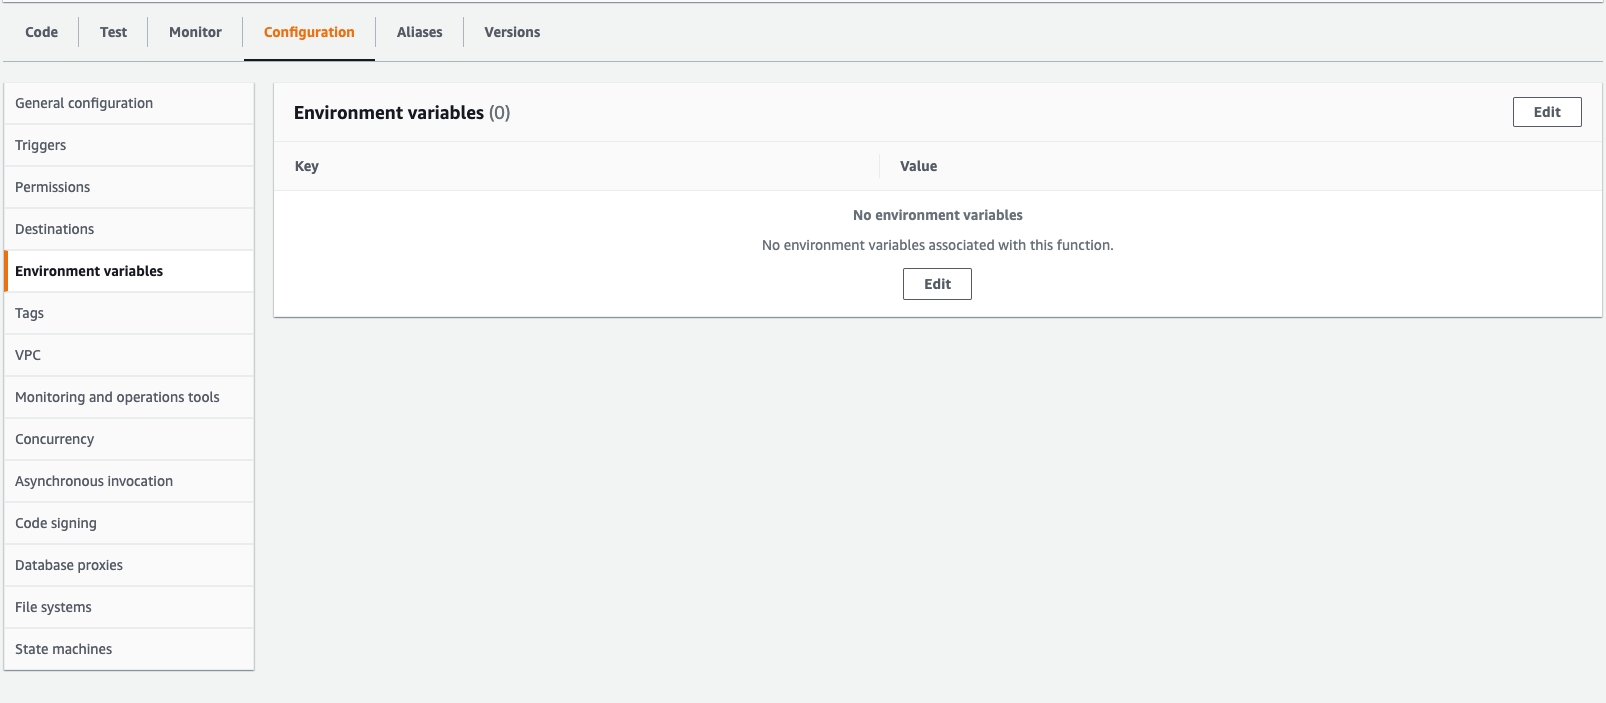 Code Test Monitor Configuration Aliases Versions
General configuration
Triggers
Permissions
Destinations
Environment variables
Tags
VPC
Monitoring and operations tools
Concurrency
Asynchronous invocation
Code signing
Database proxies
File systems
State machines
Environment variables (0) Edit
Key Value
No environment variables
No environment variables associated with this function.
Edit